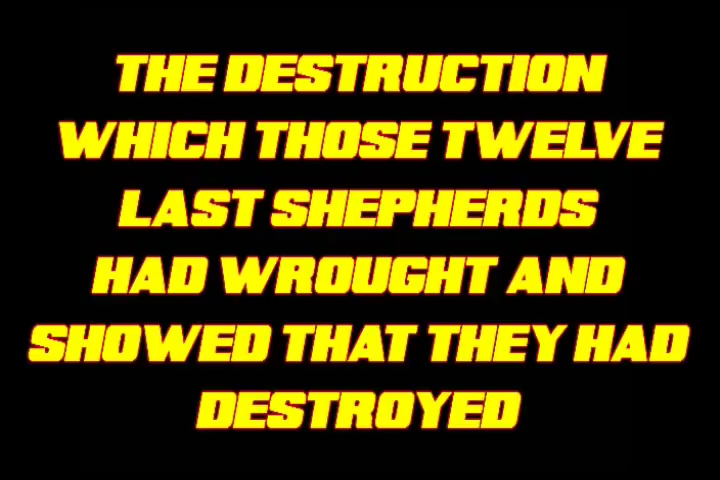 THE DESTRUCTION
WHICH THOSE TWELVE
LAST SHEPHERDS
HAD WROUGHT AND
SHOWED THAT THEY HAD
DESTROYED